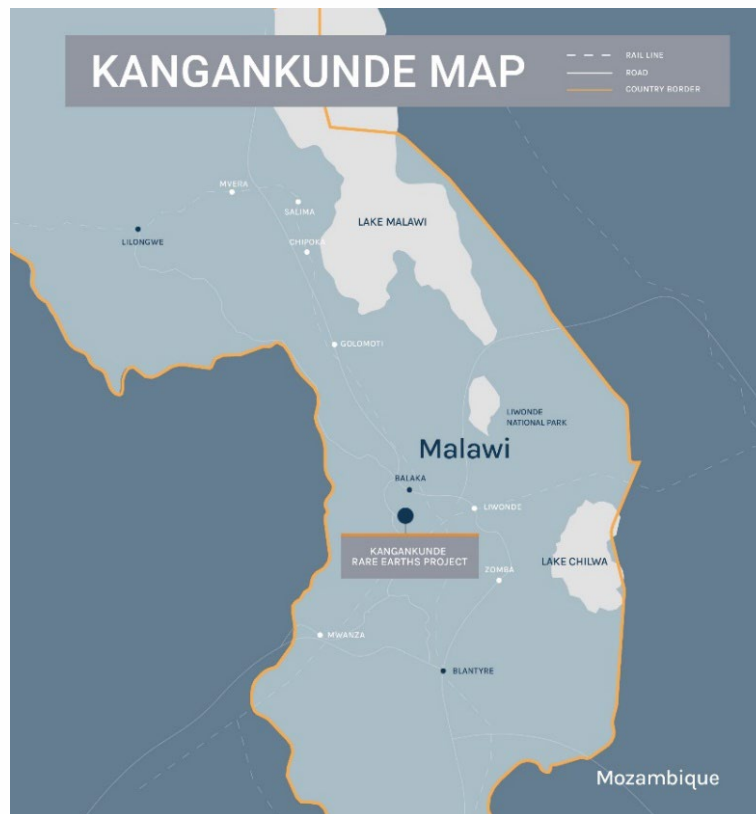 KANGANKUNDE MAP
RAIL LINE
ROAD
COUNTRY BORDER
MVERA
SALIMA
LAKE MALAWI
LILONGWE
CHIPOKA
GOLOMOTI
LIWONDE
NATIONAL PARK
Malawi
BALAKA
LIWONDE
KANGANKUNDE
RARE EARTHS PROJECT
LAKE CHILWA
ZOMBA
MWANZA
BLANTYRE
Mozambique